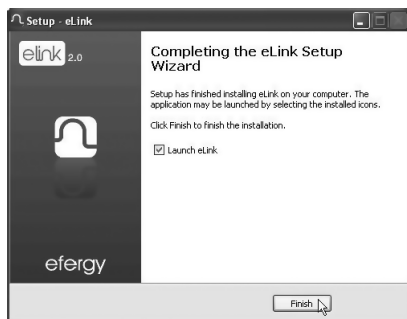 Setup - eLink
elink 2.0
Completing the eLink Setup
Wizard
Setup has finished installing eLink on your computer. The
application may be launched by selecting the installed icons.
Click Finish to finish the installation.
Launch eLink
efergy
Finish